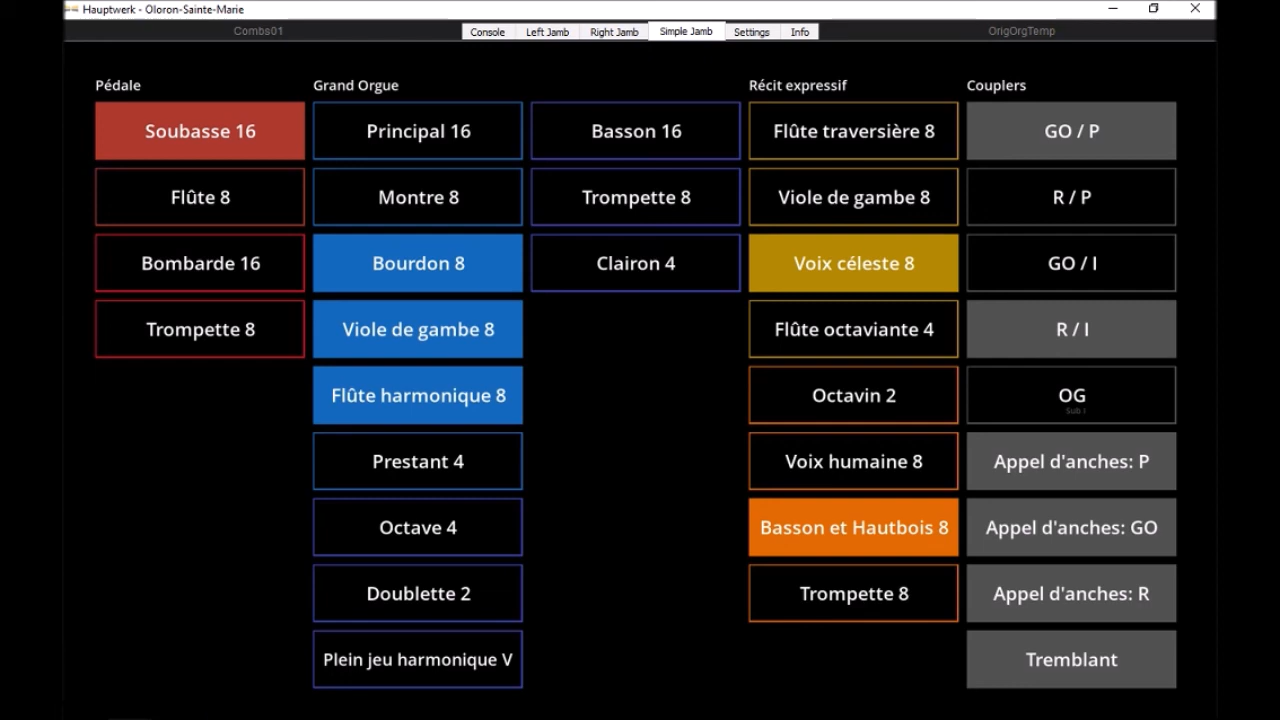 Hauptwerk - Oloron-Sainte-Marie
Combs01
Console
Left Jamb
Right Jamb
Simple Jamb
Settings
Info
OrigOrgTemp
Pédale
Soubasse 16
Flûte 8
Bombarde 16
Trompette 8
Grand Orgue
Principal 16
Montre 8
Bourdon 8
Viole de gambe 8
Flûte harmonique 8
Prestant 4
Octave 4
Doublette 2
Plein jeu harmonique V
Basson 16
Trompette 8
Clairon 4
Récit expressif
Flûte traversière 8
Viole de gambe 8
Voix céleste 8
Flûte octaviante 4
Octavin 2
Voix humaine 8
Basson et Hautbois 8
Trompette 8
Couplers
GO / P
R / P
GO / I
R / I
OG
Sub I
Appel d'anches: P
Appel d'anches: GO
Appel d'anches: R
Tremblant